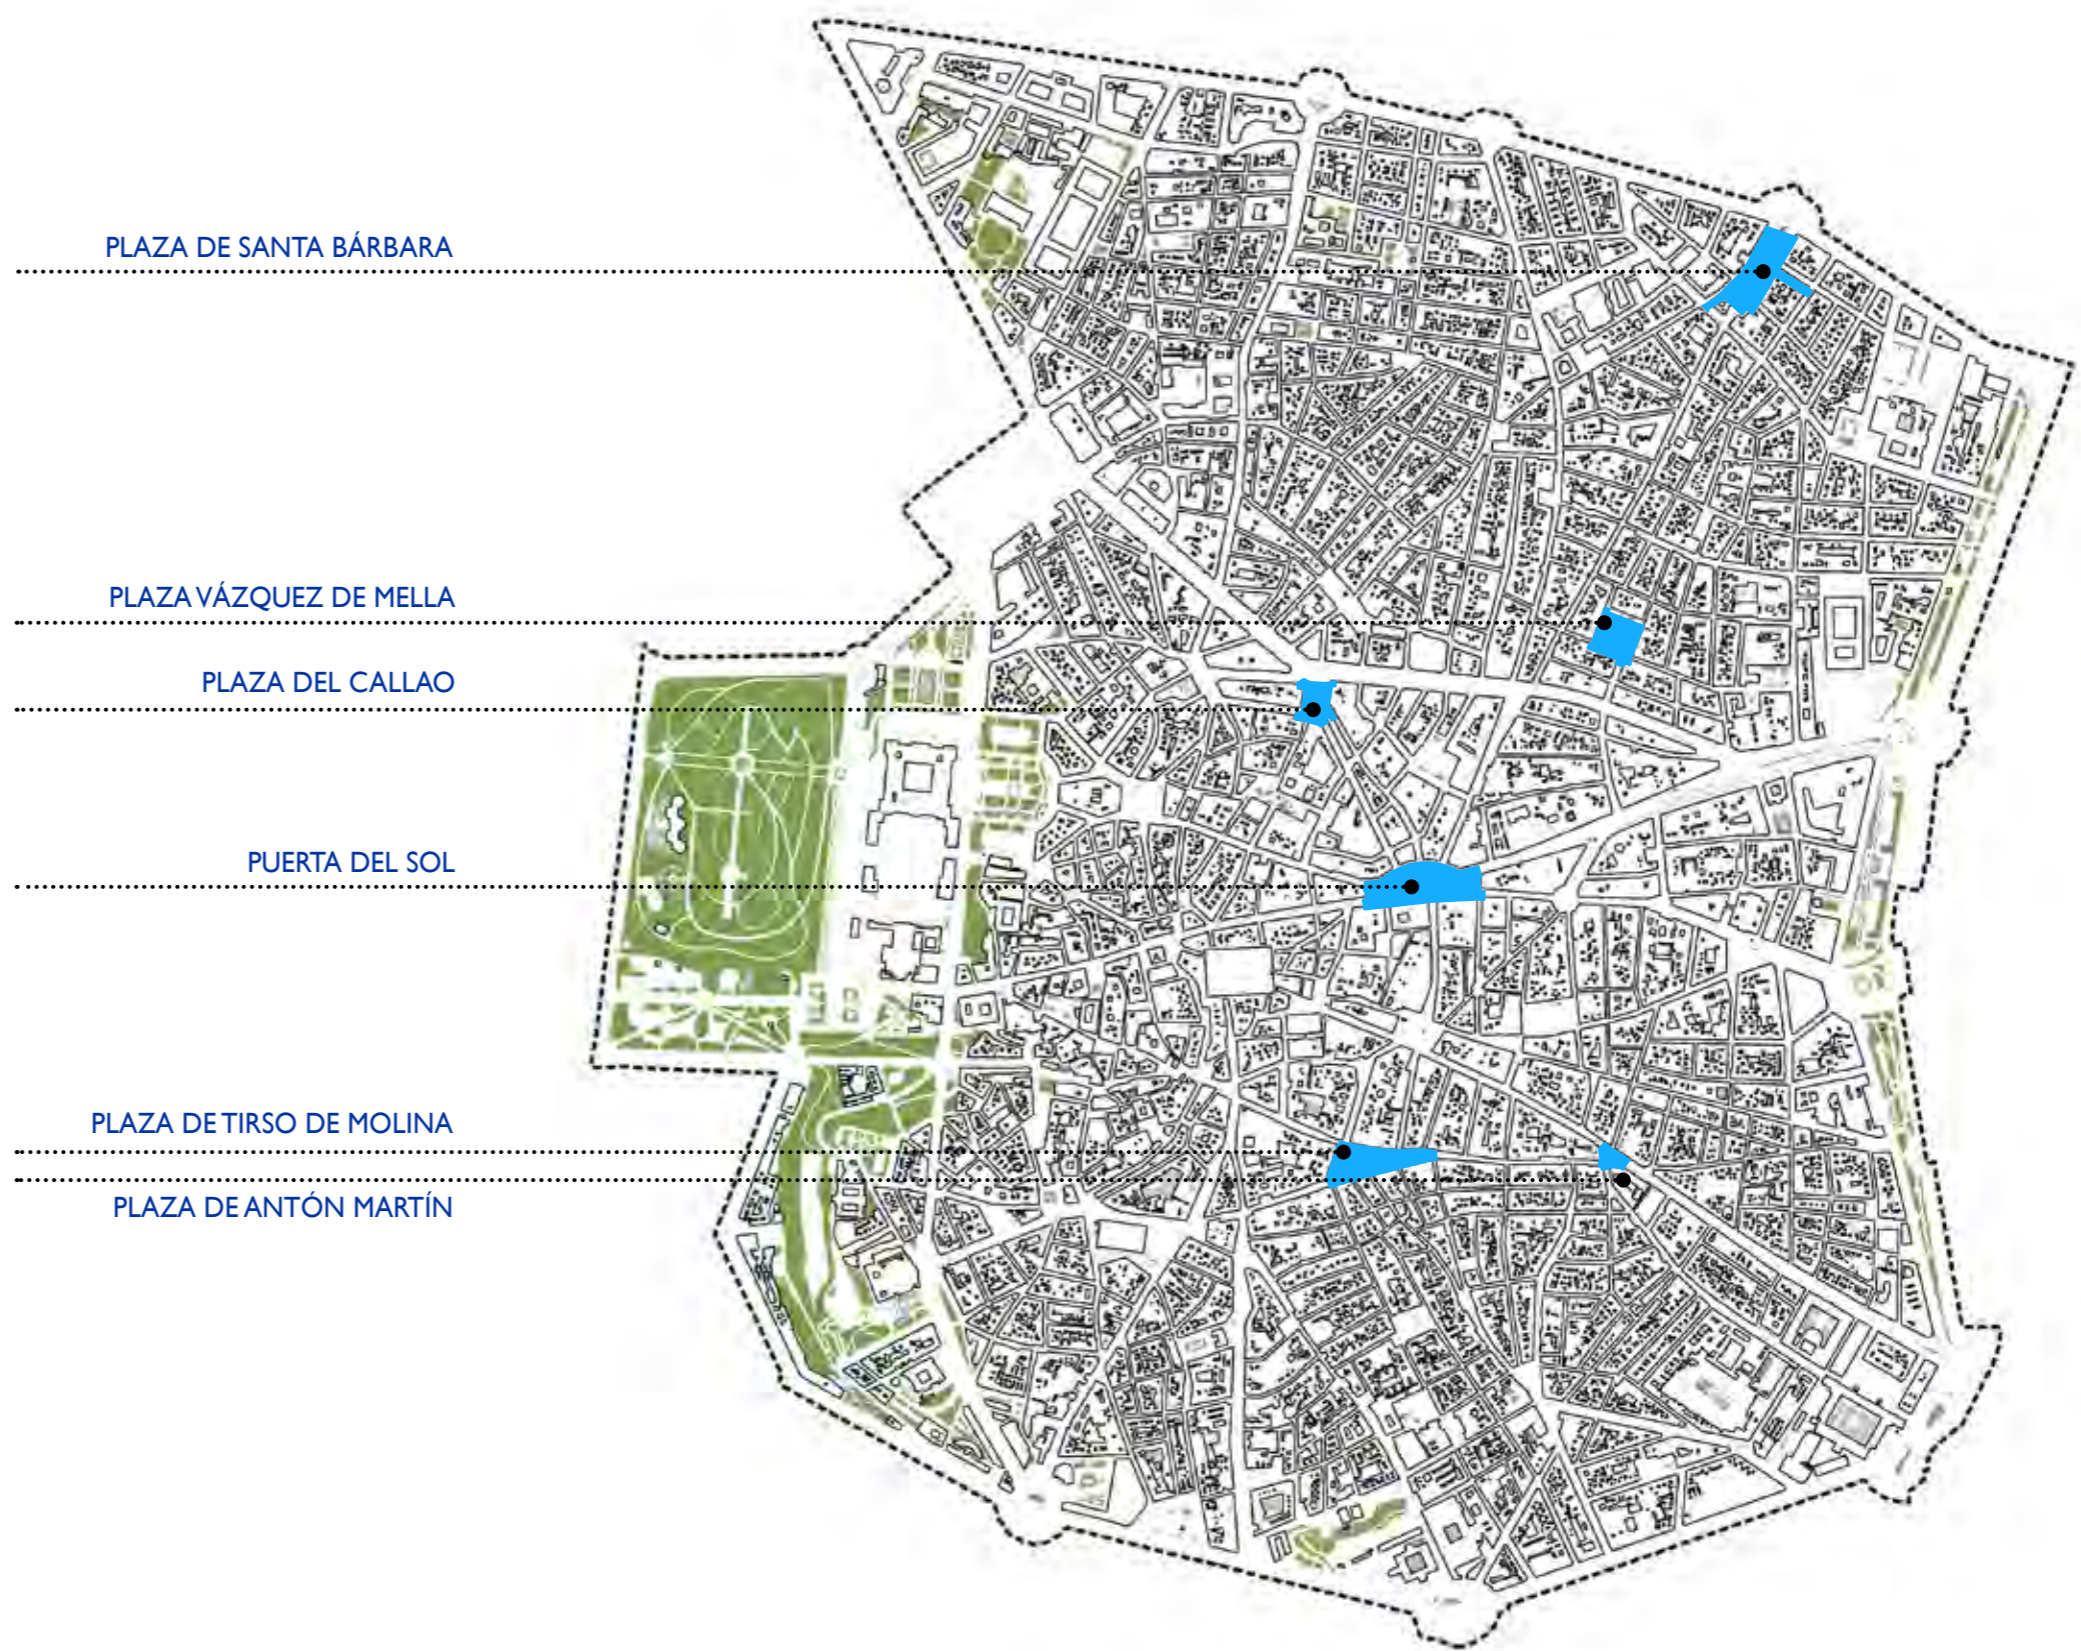 PLAZA DE SANTA BÁRBARA
PLAZA VÁZQUEZ DE MELLA
PLAZA DEL CALLAO
PUERTA DEL SOL
PLAZA DE TIRSO DE MOLINA
PLAZA DE ANTÓN MARTÍN